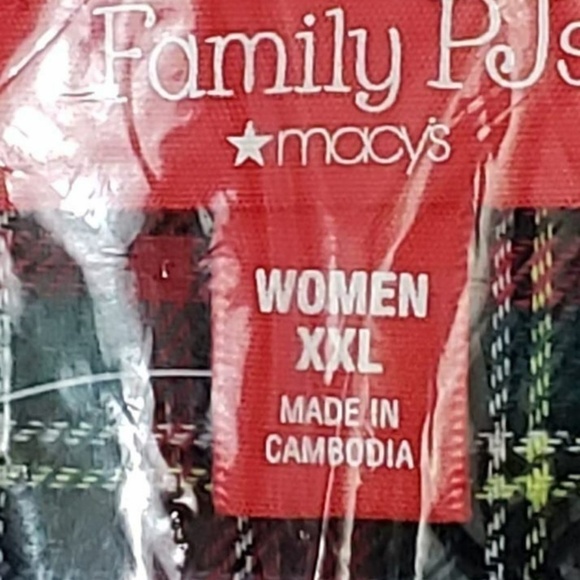 Family PJs
macy's
WOMEN
XXL
MADE IN
CAMBODIA